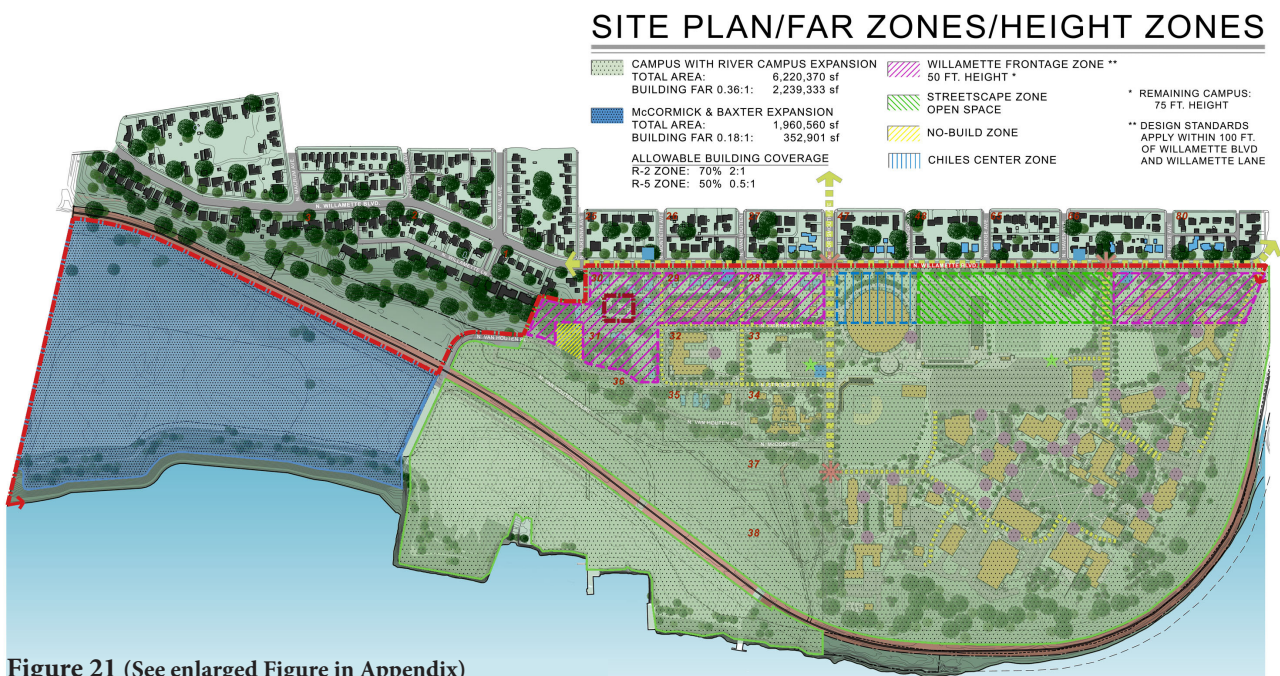 SITE PLAN/FAR ZONES/HEIGHT ZONES
CAMPUS WITH RIVER CAMPUS EXPANSION
TOTAL AREA: 6,220,370 sf
BUILDING FAR 0.36:1: 2,239,333 sf
McCORMICK & BAXTER EXPANSION
TOTAL AREA: 1,960,560 sf
BUILDING FAR 0.18:1: 352,901 sf
ALLOWABLE BUILDING COVERAGE
R-2 ZONE: 70% 2:1
R-5 ZONE: 50% 0.5:1
WILLAMETTE FRONTAGE ZONE **
50 FT. HEIGHT *
STREETSCAPE ZONE
OPEN SPACE
NO-BUILD ZONE
CHILES CENTER ZONE
* REMAINING CAMPUS:
75 FT. HEIGHT
** DESIGN STANDARDS
APPLY WITHIN 100 FT.
OF WILLAMETTE BLVD
AND WILLAMETTE LANE
N. WILLAMETTE BLVD.
N. WILLAMETTE BLVD.
28
31
32
33
36
35
34
37
38
Figure 21 (See enlarged Figure in Appendix)